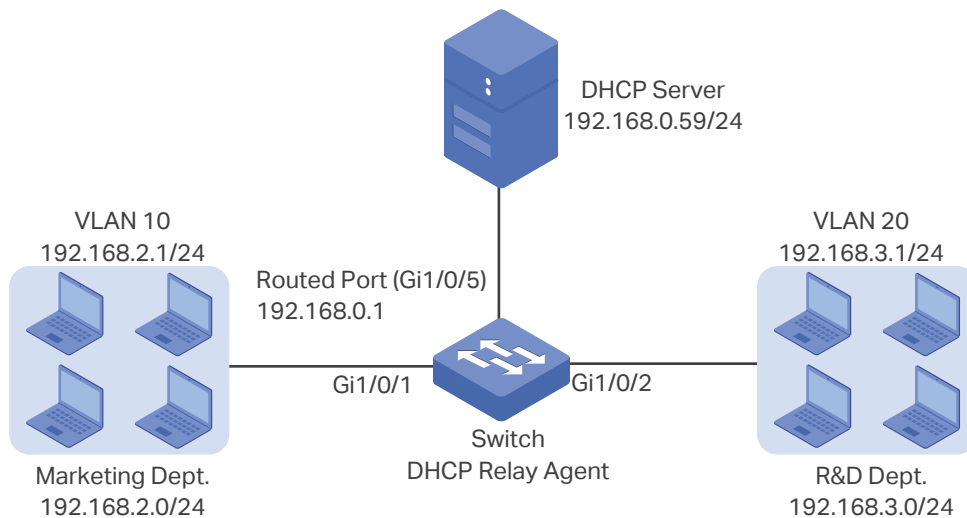 DHCP Server
192.168.0.59/24
VLAN 10
192.168.2.1/24
VLAN 20
192.168.3.1/24
Routed Port (Gi1/0/5)
192.168.0.1
Gi1/0/1
Gi1/0/2
Switch
DHCP Relay Agent
Marketing Dept.
192.168.2.0/24
R&D Dept.
192.168.3.0/24